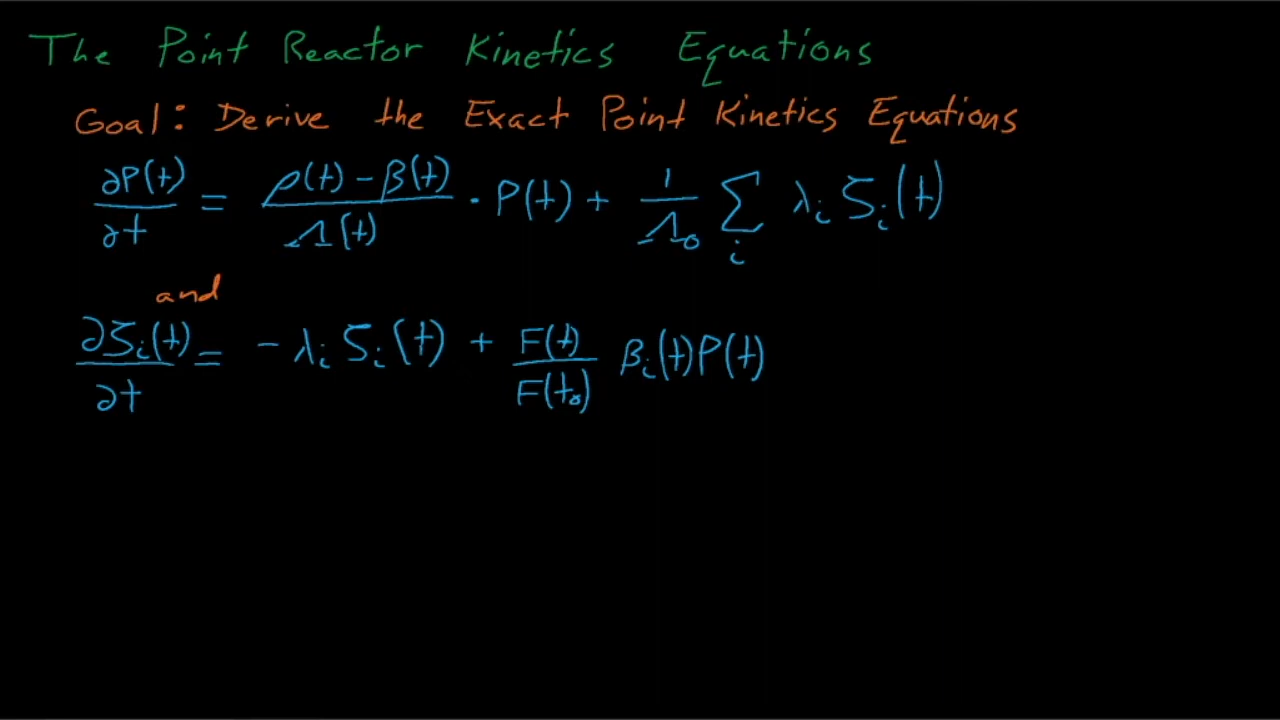 The Point Reactor Kinetics Equations
Goal: Derive the Exact Point Kinetics Equations
∂P(t)/∂t = (ρ(t) - β(t))/Λ(t) · P(t) + 1/Λ₀ ∑ᵢ λᵢ ζᵢ(t)
and
∂ζᵢ(t)/∂t = - λᵢ ζᵢ(t) + F(t)/F(t₀) βᵢ(t)P(t)